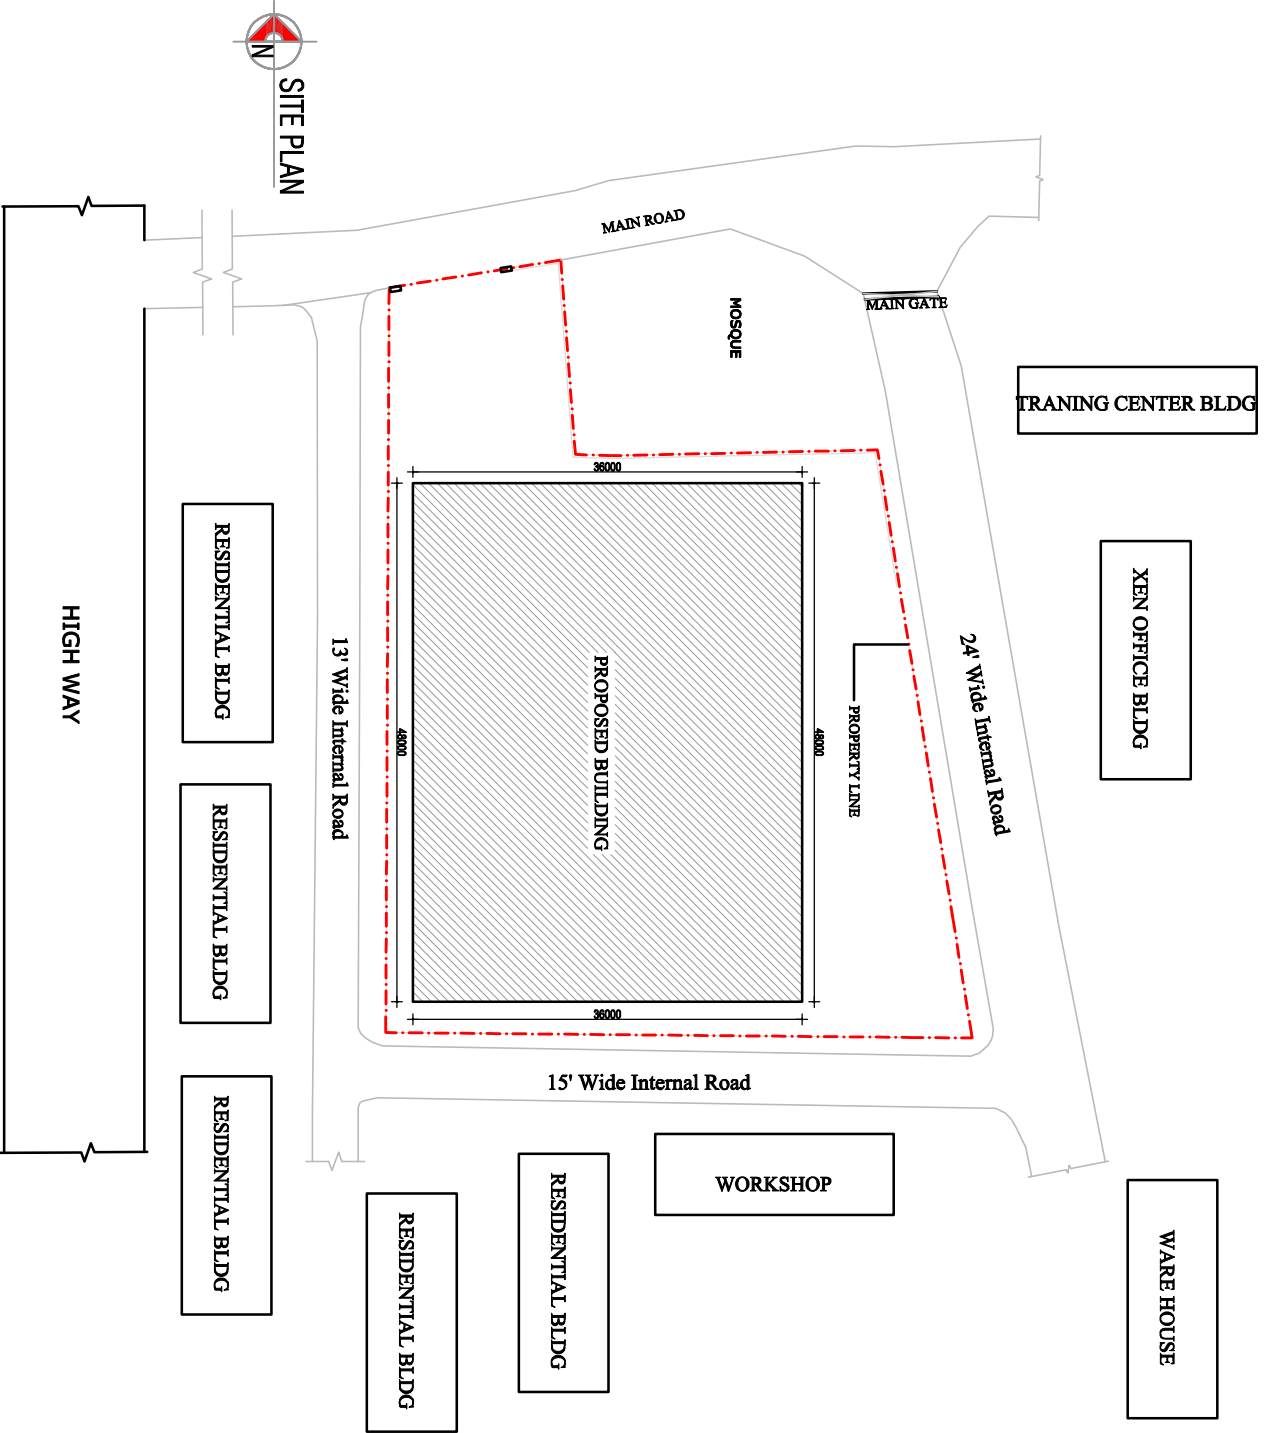 N
SITE PLAN
MAIN ROAD
MAIN GATE
MOSQUE
TRANING CENTER BLDG
36000
RESIDENTIAL BLDG
XEN OFFICE BLDG
HIGH WAY
13' Wide Internal Road
48000
PROPOSED BUILDING
48000
PROPERTY LINE
24' Wide Internal Road
RESIDENTIAL BLDG
36000
15' Wide Internal Road
RESIDENTIAL BLDG
RESIDENTIAL BLDG
RESIDENTIAL BLDG
WORKSHOP
WARE HOUSE